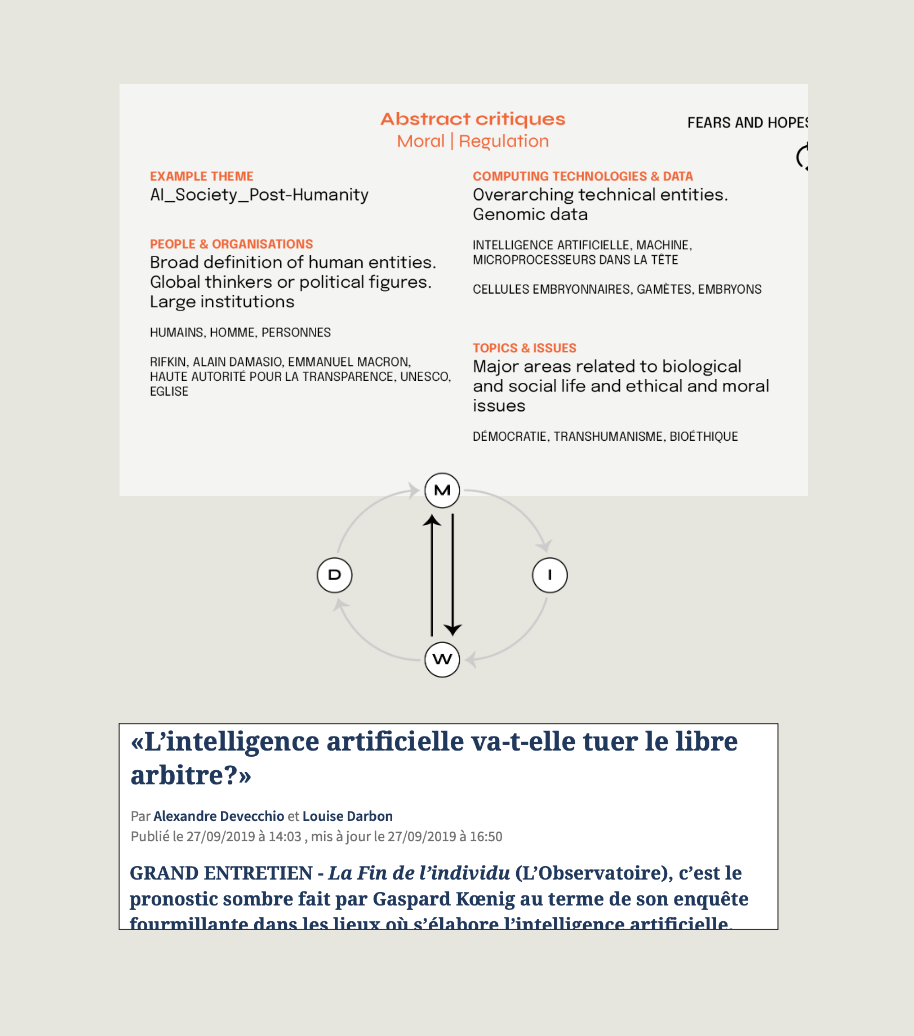 Abstract critiques
Moral | Regulation
FEARS AND HOPES
EXAMPLE THEME
AI_Society_Post-Humanity
PEOPLE & ORGANISATIONS
Broad definition of human entities.
Global thinkers or political figures.
Large institutions
HUMAINS, HOMME, PERSONNES
RIFKIN, ALAIN DAMASIO, EMMANUEL MACRON,
HAUTE AUTORITÉ POUR LA TRANSPARENCE, UNESCO,
EGLISE
COMPUTING TECHNOLOGIES & DATA
Overarching technical entities.
Genomic data
INTELLIGENCE ARTIFICIELLE, MACHINE,
MICROPROCESSEURS DANS LA TÊTE
CELLULES EMBRYONNAIRES, GAMÈTES, EMBRYONS
TOPICS & ISSUES
Major areas related to biological
and social life and ethical and moral
issues
DÉMOCRATIE, TRANSHUMANISME, BIOÉTHIQUE
M
D
I
W
«L’intelligence artificielle va-t-elle tuer le libre
arbitre?»
Par Alexandre Devecchio et Louise Darbon
Publié le 27/09/2019 à 14:03 , mis à jour le 27/09/2019 à 16:50
GRAND ENTRETIEN - La Fin de l’individu (L’Observatoire), c’est le
pronostic sombre fait par Gaspard Kœnig au terme de son enquête
fourmillante dans les lieux où s’élabore l’intelligence artificielle.